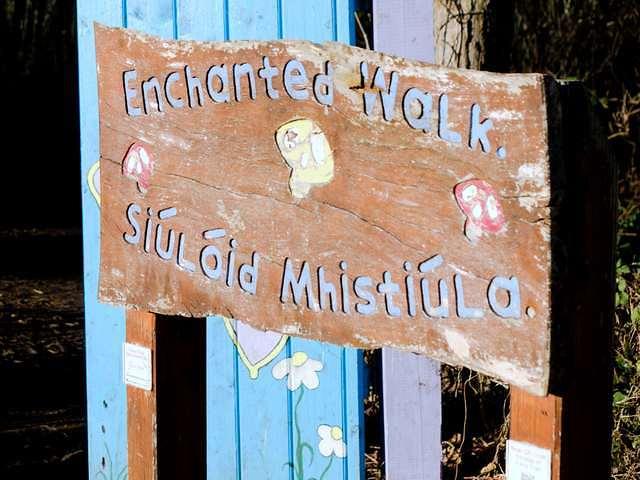 Enchanted Walk.
Siúlóid Mhistiúla.